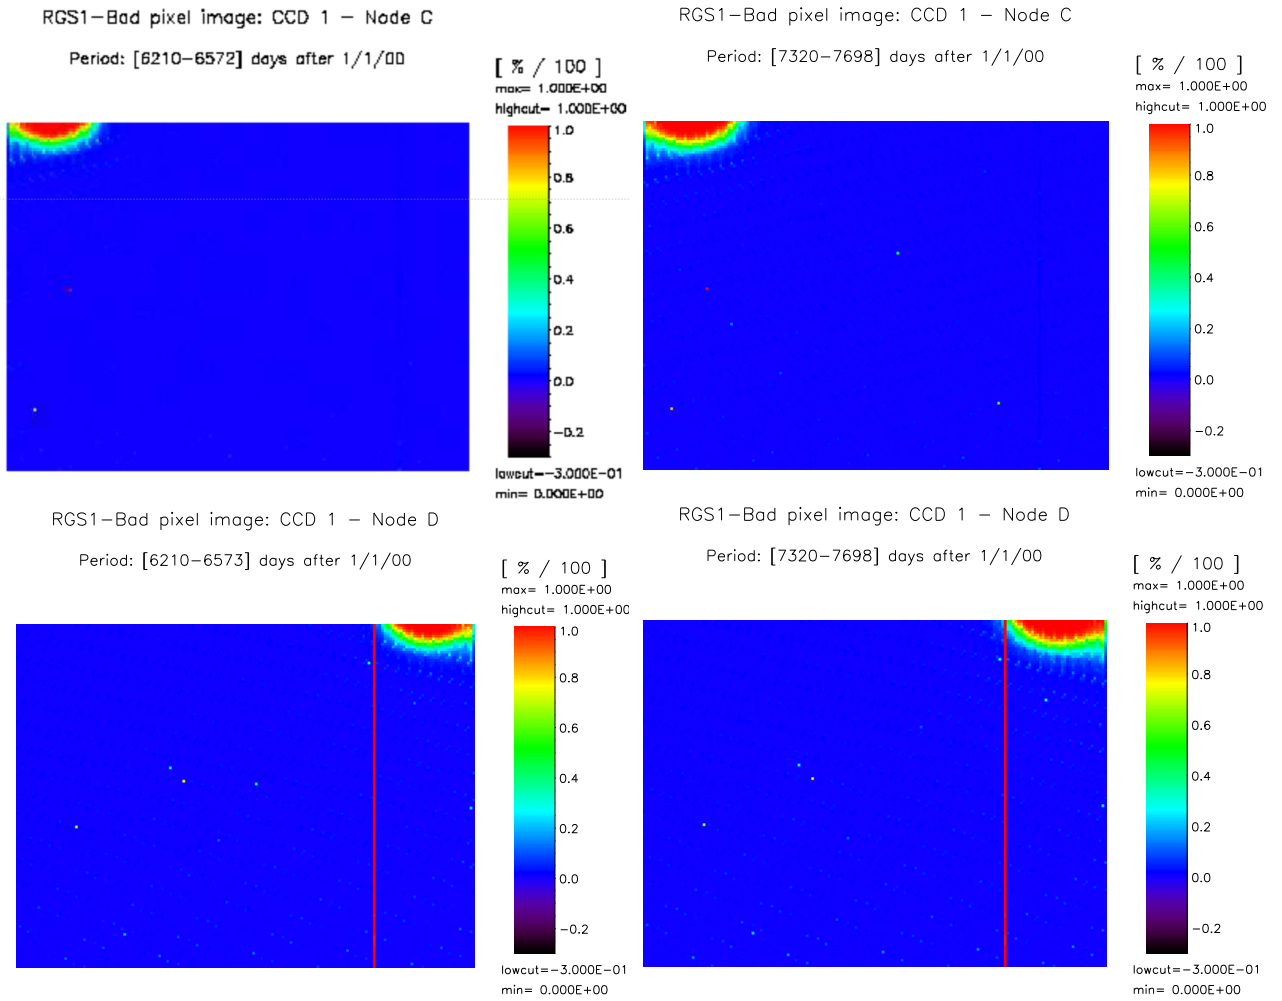 RGS1-Bad pixel image: CCD 1 - Node C
Period: [6210-6572] days after 1/1/00
[ % / 100 ]
max= 1.000E+00
highcut= 1.000E+00
1.0
0.8
0.6
0.4
0.2
0.0
-0.2
lowcut=-3.000E-01
min= 0.000E+00
RGS1-Bad pixel image: CCD 1 - Node C
Period: [7320-7698] days after 1/1/00
[ % / 100 ]
max= 1.000E+00
highcut= 1.000E+00
1.0
0.8
0.6
0.4
0.2
0.0
-0.2
lowcut=-3.000E-01
min= 0.000E+00
RGS1-Bad pixel image: CCD 1 - Node D
Period: [6210-6573] days after 1/1/00
[ % / 100 ]
max= 1.000E+00
highcut= 1.000E+00
1.0
0.8
0.6
0.4
0.2
0.0
-0.2
lowcut=-3.000E-01
min= 0.000E+00
RGS1-Bad pixel image: CCD 1 - Node D
Period: [7320-7698] days after 1/1/00
[ % / 100 ]
max= 1.000E+00
highcut= 1.000E+00
1.0
0.8
0.6
0.4
0.2
0.0
-0.2
lowcut=-3.000E-01
min= 0.000E+00